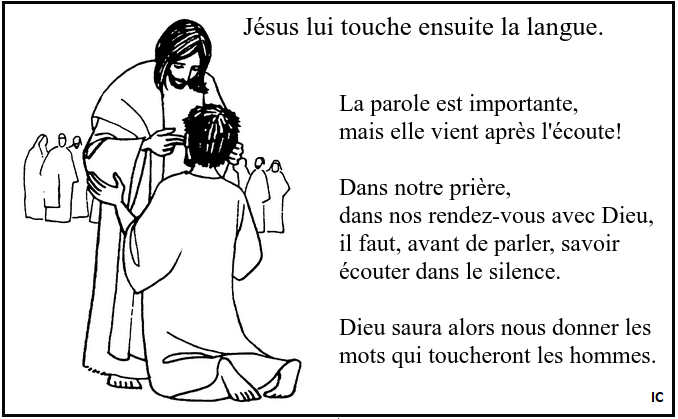 Jésus lui touche ensuite la langue.
La parole est importante,
mais elle vient après l'écoute!
Dans notre prière,
dans nos rendez-vous avec Dieu,
il faut, avant de parler, savoir
écouter dans le silence.
Dieu saura alors nous donner les
mots qui toucheront les hommes.
IC